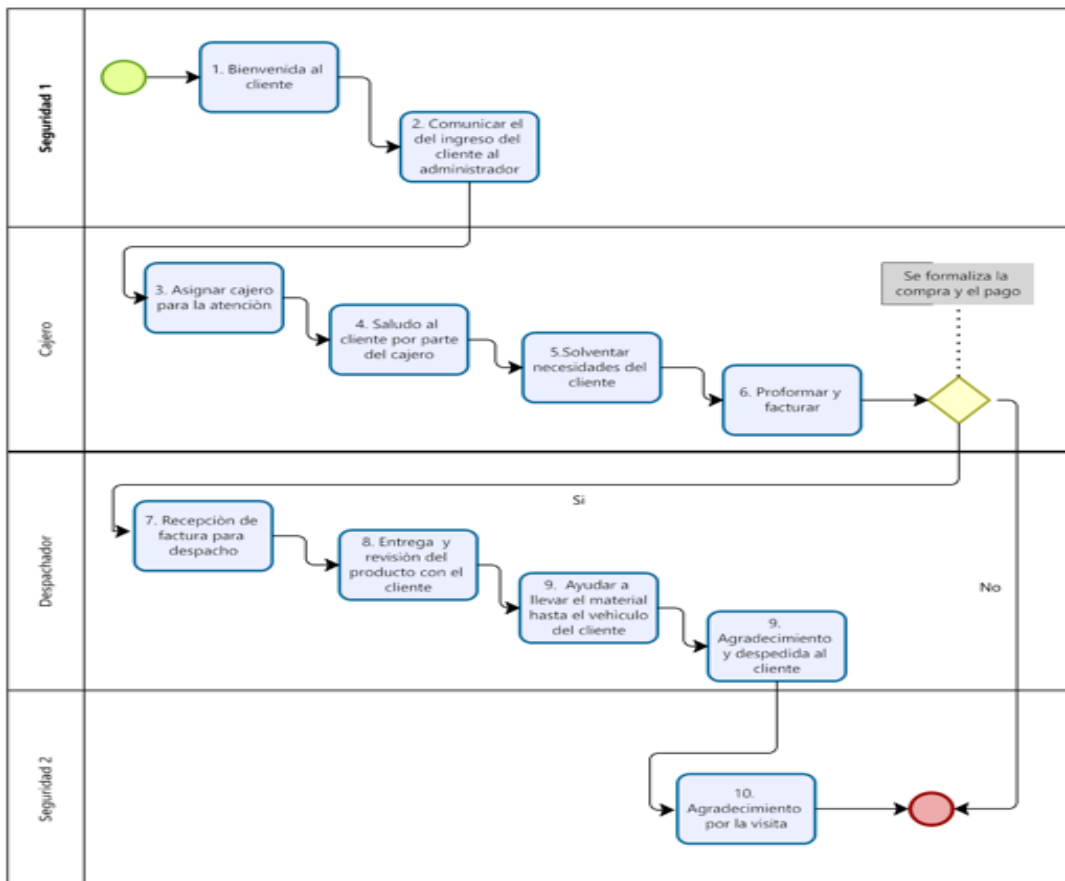 Seguridad 1
1. Bienvenida al
cliente
2. Comunicar el
del ingreso del
cliente al
administrador
Cajero
3. Asignar cajero
para la atenciòn
4. Saludo al
cliente por parte
del cajero
5.Solventar
necesidades del
cliente
6. Proformar y
facturar
Se formaliza la
compra y el pago
Si
No
Despachador
7. Recepciòn de
factura para
despacho
8. Entrega y
revisiòn del
producto con el
cliente
9. Ayudar a
llevar el material
hasta el vehiculo
del cliente
9.
Agradecimiento
y despedida al
cliente
Seguridad 2
10.
Agradecimiento
por la visita